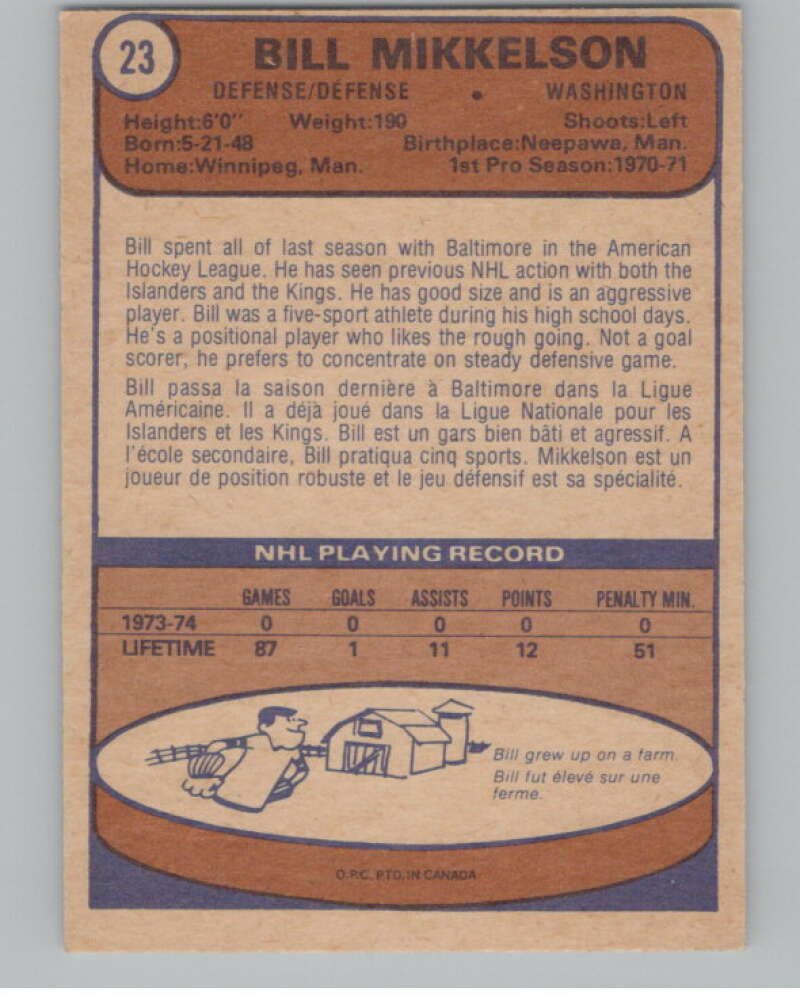 23
BILL MIKKELSON
DEFENSE/DÉFENSE • WASHINGTON
Height:6'0" Weight:190 Shoots:Left
Born:5-21-48 Birthplace:Neepawa, Man.
Home:Winnipeg, Man. 1st Pro Season:1970-71
Bill spent all of last season with Baltimore in the American
Hockey League. He has seen previous NHL action with both the
Islanders and the Kings. He has good size and is an aggressive
player. Bill was a five-sport athlete during his high school days.
He's a positional player who likes the rough going. Not a goal
scorer, he prefers to concentrate on steady defensive game.
Bill passa la saison dernière à Baltimore dans la Ligue
Américaine. Il a déjà joué dans la Ligue Nationale pour les
Islanders et les Kings. Bill est un gars bien bâti et agressif. A
l'école secondaire, Bill pratiqua cinq sports. Mikkelson est un
joueur de position robuste et le jeu défensif est sa spécialité.
NHL PLAYING RECORD
GAMES GOALS ASSISTS POINTS PENALTY MIN.
1973-74 0 0 0 0 0
LIFETIME 87 1 11 12 51
Bill grew up on a farm.
Bill fut élevé sur une
ferme.
O.P.C. PTD. IN CANADA